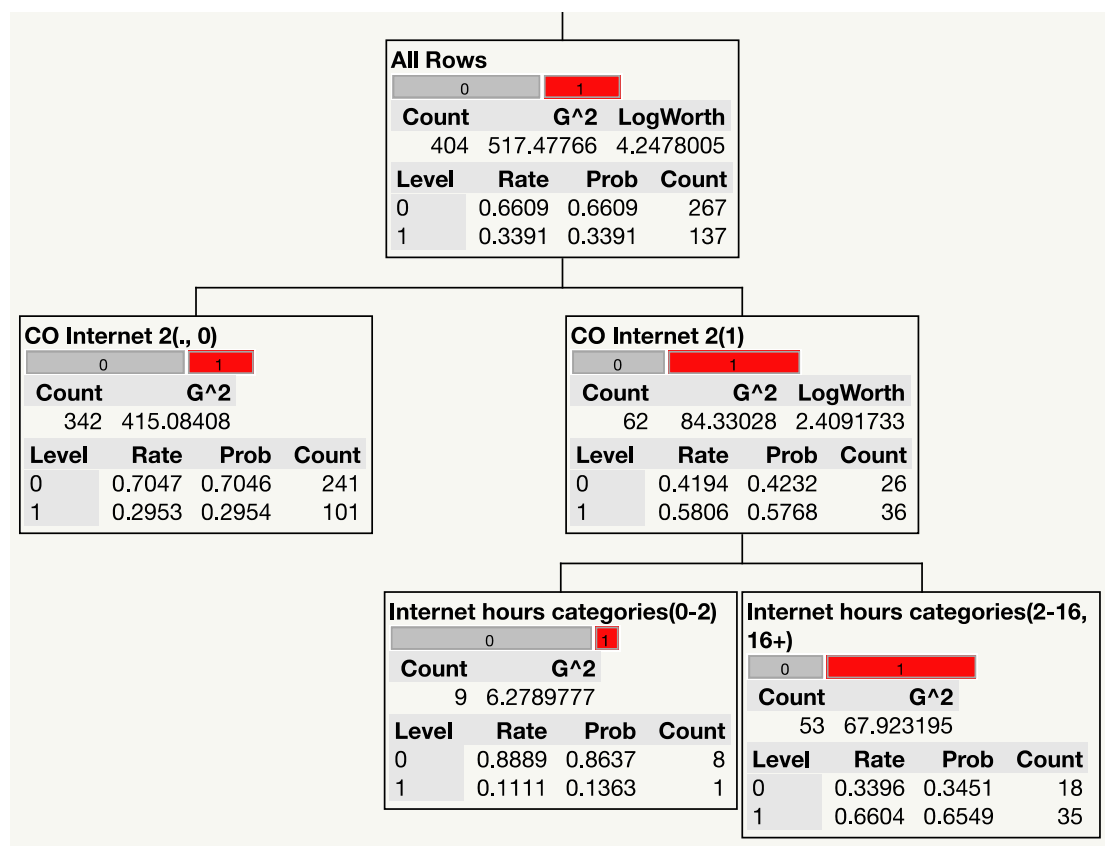 All Rows
0 1
Count G^2 LogWorth
404 517.47766 4.2478005
Level Rate Prob Count
0 0.6609 0.6609 267
1 0.3391 0.3391 137
CO Internet 2(., 0)
0 1
Count G^2
342 415.08408
Level Rate Prob Count
0 0.7047 0.7046 241
1 0.2953 0.2954 101
CO Internet 2(1)
0 1
Count G^2 LogWorth
62 84.33028 2.4091733
Level Rate Prob Count
0 0.4194 0.4232 26
1 0.5806 0.5768 36
Internet hours categories(0-2)
0 1
Count G^2
9 6.2789777
Level Rate Prob Count
0 0.8889 0.8637 8
1 0.1111 0.1363 1
Internet hours categories(2-16,
16+)
0 1
Count G^2
53 67.923195
Level Rate Prob Count
0 0.3396 0.3451 18
1 0.6604 0.6549 35